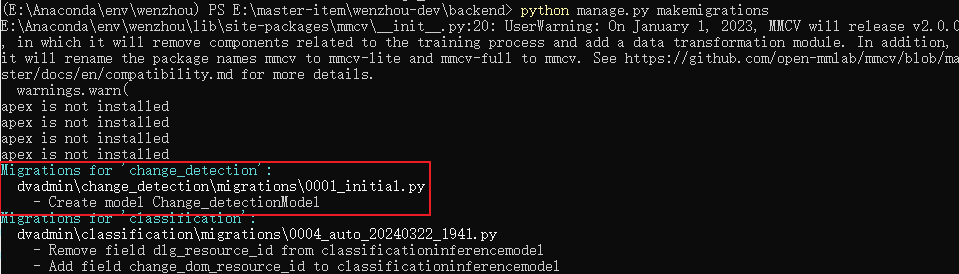 (E:\Anaconda\env\wenzhou) PS E:\master-item\wenzhou-dev\backend> python manage.py makemigrations
E:\Anaconda\env\wenzhou\lib\site-packages\mmcv\__init__.py:20: UserWarning: On January 1, 2023, MMCV will release v2.0.0
, in which it will remove components related to the training process and add a data transformation module. In addition,
it will rename the package names mmcv to mmcv-lite and mmcv-full to mmcv. See https://github.com/open-mmlab/mmcv/blob/ma
ster/docs/en/compatibility.md for more details.
  warnings.warn(
apex is not installed
apex is not installed
apex is not installed
apex is not installed
Migrations for 'change_detection':
  dvadmin\change_detection\migrations\0001_initial.py
    - Create model Change_detectionModel
Migrations for 'classification':
  dvadmin\classification\migrations\0004_auto_20240322_1941.py
    - Remove field dlg_resource_id from classificationinferencemodel
    - Add field change_dom_resource_id to classificationinferencemodel